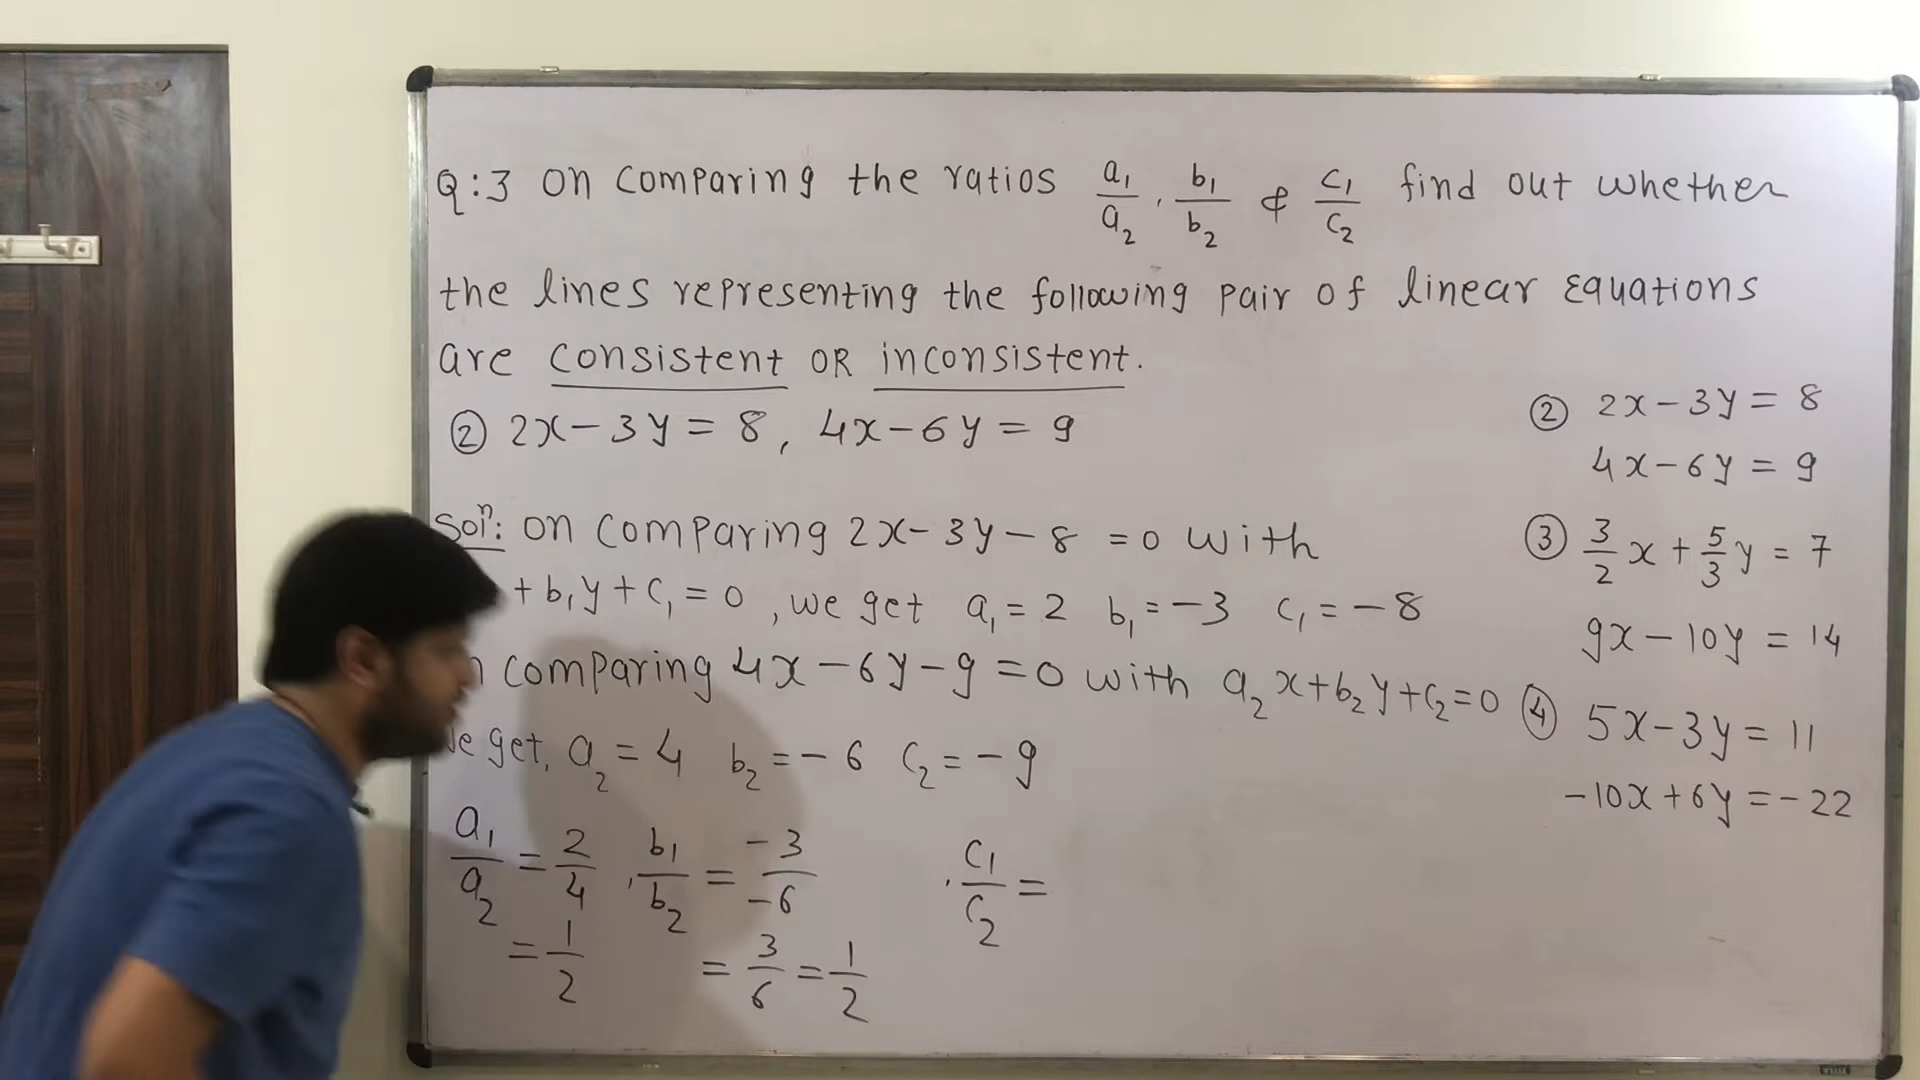 Q:3 on comparing the ratios a₁/a₂, b₁/b₂ & c₁/c₂ find out whether
the lines representing the following pair of linear Equations
are consistent OR inconsistent.
② 2x-3y=8, 4x-6y=9
Solⁿ: on comparing 2x-3y-8=0 with
+b₁y+c₁=0, we get a₁=2 b₁=-3 c₁=-8
comparing 4x-6y-9=0 with a₂x+b₂y+c₂=0
get, a₂=4 b₂=-6 c₂=-9
a₁/a₂ = 2/4, b₁/b₂ = -3/-6, c₁/c₂ =
= 1/2 = 3/6 = 1/2
② 2x-3y=8
4x-6y=9
③ 3/2 x + 5/3 y = 7
9x-10y=14
④ 5x-3y=11
-10x+6y=-22